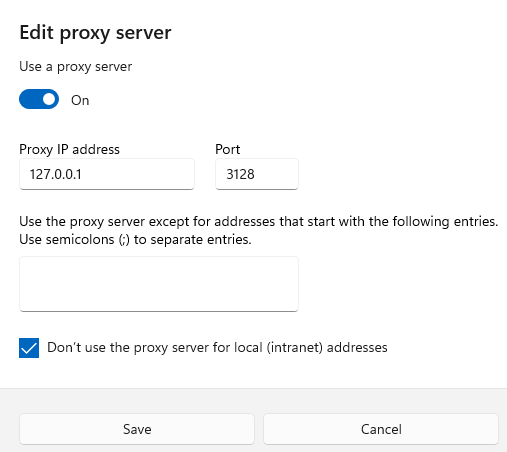 Edit proxy server
Use a proxy server
On
Proxy IP address
Port
127.0.0.1
3128
Use the proxy server except for addresses that start with the following entries.
Use semicolons (;) to separate entries.
Don't use the proxy server for local (intranet) addresses
Save
Cancel